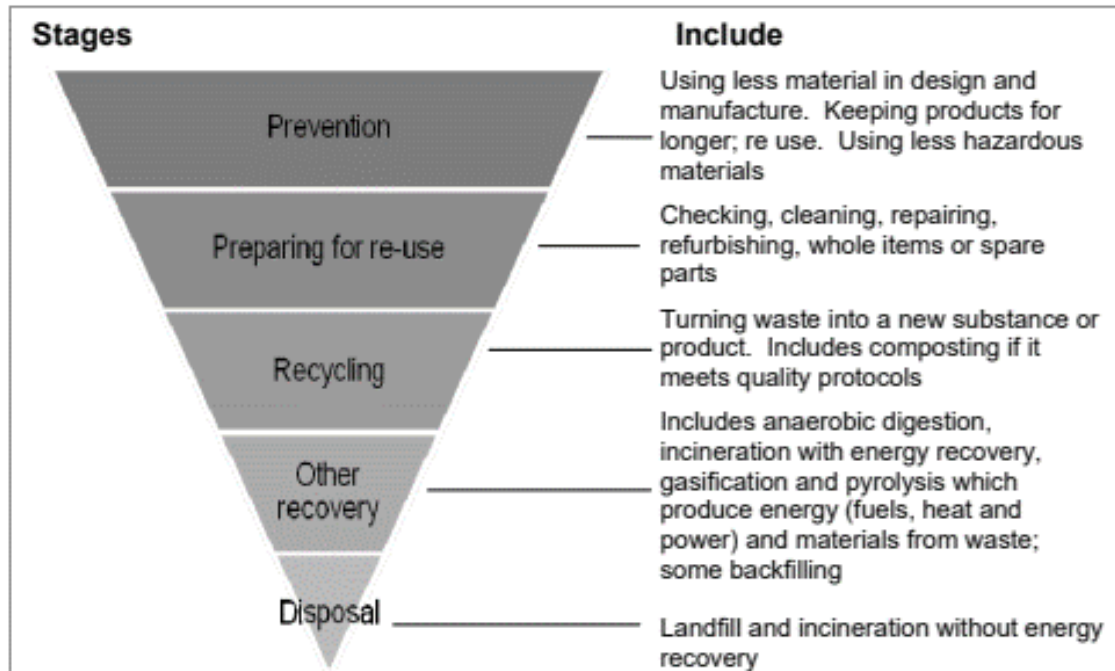 Stages
Include
Prevention
Using less material in design and
manufacture. Keeping products for
longer; re use. Using less hazardous
materials
Preparing for re-use
Checking, cleaning, repairing,
refurbishing, whole items or spare
parts
Recycling
Turning waste into a new substance or
product. Includes composting if it
meets quality protocols
Other
recovery
Includes anaerobic digestion,
incineration with energy recovery,
gasification and pyrolysis which
produce energy (fuels, heat and
power) and materials from waste;
some backfilling
Disposal
Landfill and incineration without energy
recovery